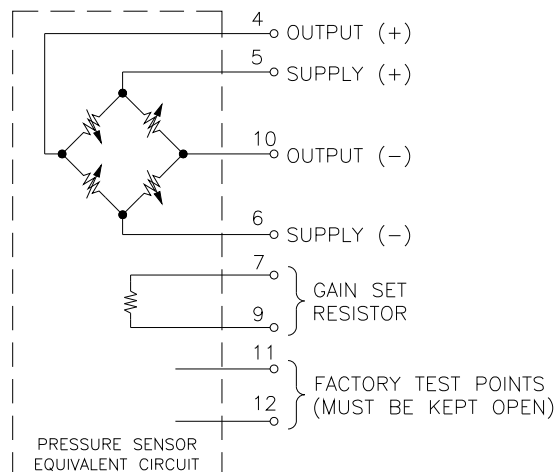 4 OUTPUT (+)
5 SUPPLY (+)
10 OUTPUT (−)
6 SUPPLY (−)
7
GAIN SET
RESISTOR
9
11
FACTORY TEST POINTS
(MUST BE KEPT OPEN)
12
PRESSURE SENSOR
EQUIVALENT CIRCUIT